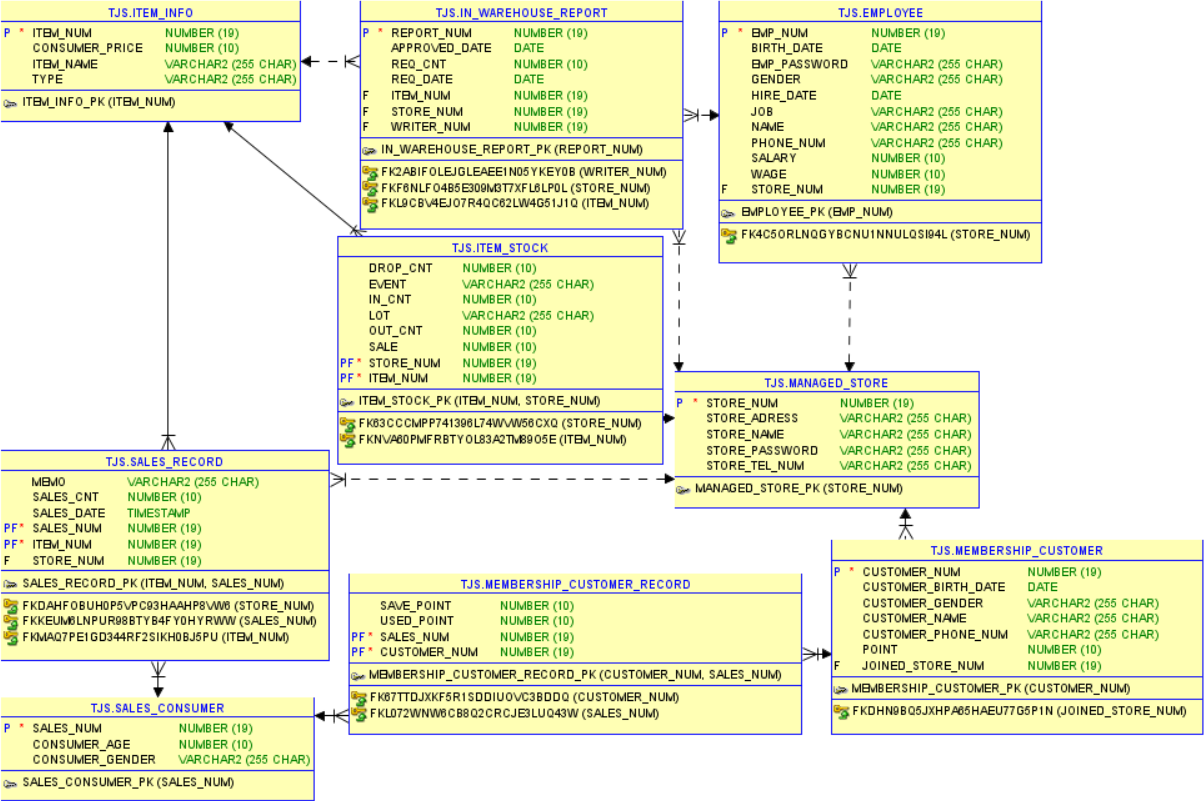 TJS.ITEM_INFO
P * ITEM_NUM NUMBER (19)
CONSUMER_PRICE NUMBER (10)
ITEM_NAME VARCHAR2 (255 CHAR)
TYPE VARCHAR2 (255 CHAR)
ITEM_INFO_PK (ITEM_NUM)
TJS.IN_WAREHOUSE_REPORT
P * REPORT_NUM NUMBER (19)
APPROVED_DATE DATE
REQ_CNT NUMBER (10)
REQ_DATE DATE
F ITEM_NUM NUMBER (19)
F STORE_NUM NUMBER (19)
F WRITER_NUM NUMBER (19)
IN_WAREHOUSE_REPORT_PK (REPORT_NUM)
FK2ABIFOLEJGLEAEE1N05YKEY0B (WRITER_NUM)
FKF6NLFO4B5E309M3T7XFL6LP0L (STORE_NUM)
FKL9CBV4EJO7R4QC62LW4G51J1Q (ITEM_NUM)
TJS.EMPLOYEE
P * EMP_NUM NUMBER (19)
BIRTH_DATE DATE
EMP_PASSWORD VARCHAR2 (255 CHAR)
GENDER VARCHAR2 (255 CHAR)
HIRE_DATE DATE
JOB VARCHAR2 (255 CHAR)
NAME VARCHAR2 (255 CHAR)
PHONE_NUM VARCHAR2 (255 CHAR)
SALARY NUMBER (10)
WAGE NUMBER (10)
F STORE_NUM NUMBER (19)
EMPLOYEE_PK (EMP_NUM)
FK4C5ORLNQGYBCNU1NNULQSI94L (STORE_NUM)
TJS.ITEM_STOCK
DROP_CNT NUMBER (10)
EVENT VARCHAR2 (255 CHAR)
IN_CNT NUMBER (10)
LOT VARCHAR2 (255 CHAR)
OUT_CNT NUMBER (10)
SALE NUMBER (10)
PF * STORE_NUM NUMBER (19)
PF * ITEM_NUM NUMBER (19)
ITEM_STOCK_PK (ITEM_NUM, STORE_NUM)
FK63CCCMPP741396L74WVW56CXQ (STORE_NUM)
FKNVA60PMFRBTYOL83A2TM89O5E (ITEM_NUM)
TJS.MANAGED_STORE
P * STORE_NUM NUMBER (19)
STORE_ADRESS VARCHAR2 (255 CHAR)
STORE_NAME VARCHAR2 (255 CHAR)
STORE_PASSWORD VARCHAR2 (255 CHAR)
STORE_TEL_NUM VARCHAR2 (255 CHAR)
MANAGED_STORE_PK (STORE_NUM)
TJS.SALES_RECORD
MEMO VARCHAR2 (255 CHAR)
SALES_CNT NUMBER (10)
SALES_DATE TIMESTAMP
PF * SALES_NUM NUMBER (19)
PF * ITEM_NUM NUMBER (19)
F STORE_NUM NUMBER (19)
SALES_RECORD_PK (ITEM_NUM, SALES_NUM)
FKDAHFOBUH0P5VPC93HAAHP8VW6 (STORE_NUM)
FKKEUM6LNPUR98BTYB4FY0HYRWW (SALES_NUM)
FKMAQ7PE1GD344RF2SIKH0BJ5PU (ITEM_NUM)
TJS.MEMBERSHIP_CUSTOMER_RECORD
SAVE_POINT NUMBER (10)
USED_POINT NUMBER (10)
PF * SALES_NUM NUMBER (19)
PF * CUSTOMER_NUM NUMBER (19)
MEMBERSHIP_CUSTOMER_RECORD_PK (CUSTOMER_NUM, SALES_NUM)
FK67TTDJXKF5R1SDDIUOVC3BDDQ (CUSTOMER_NUM)
FKL072WNW6CB8Q2CRCJE3LUQ43W (SALES_NUM)
TJS.MEMBERSHIP_CUSTOMER
P * CUSTOMER_NUM NUMBER (19)
CUSTOMER_BIRTH_DATE DATE
CUSTOMER_GENDER VARCHAR2 (255 CHAR)
CUSTOMER_NAME VARCHAR2 (255 CHAR)
CUSTOMER_PHONE_NUM VARCHAR2 (255 CHAR)
POINT NUMBER (10)
F JOINED_STORE_NUM NUMBER (19)
MEMBERSHIP_CUSTOMER_PK (CUSTOMER_NUM)
FKDHN9BQ5JXHPA65HAEU77G5P1N (JOINED_STORE_NUM)
TJS.SALES_CONSUMER
P * SALES_NUM NUMBER (19)
CONSUMER_AGE NUMBER (10)
CONSUMER_GENDER VARCHAR2 (255 CHAR)
SALES_CONSUMER_PK (SALES_NUM)